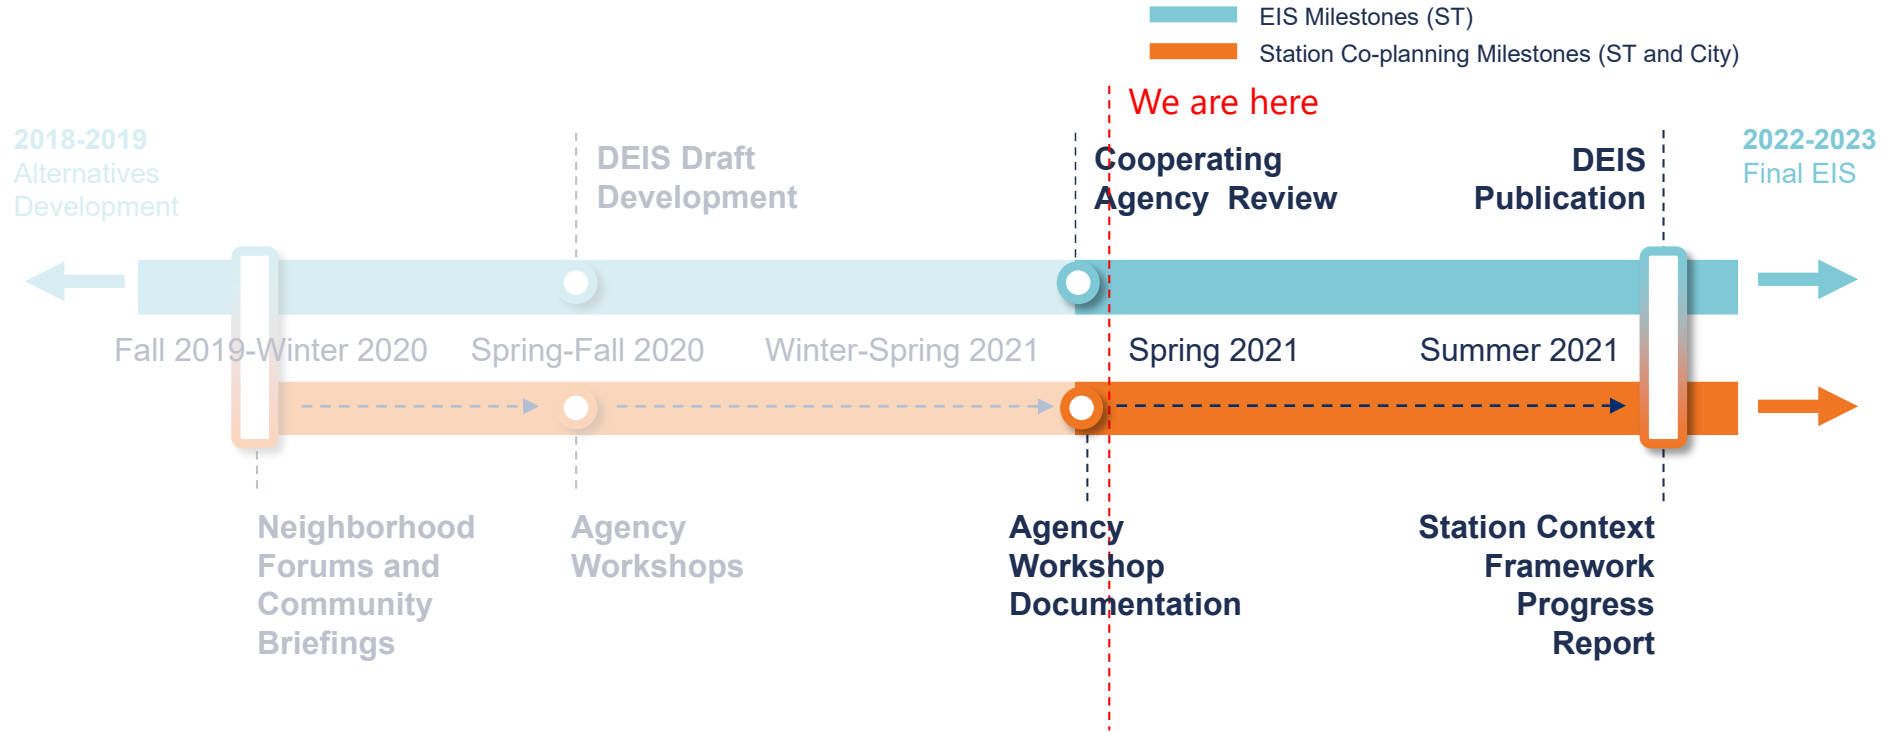 EIS Milestones (ST)
Station Co-planning Milestones (ST and City)
We are here
2018-2019
Alternatives
Development
DEIS Draft
Development
Cooperating
Agency Review
DEIS
Publication
2022-2023
Final EIS
Fall 2019-Winter 2020
Spring-Fall 2020
Winter-Spring 2021
Spring 2021
Summer 2021
Neighborhood
Forums and
Community
Briefings
Agency
Workshops
Agency
Workshop
Documentation
Station Context
Framework
Progress
Report